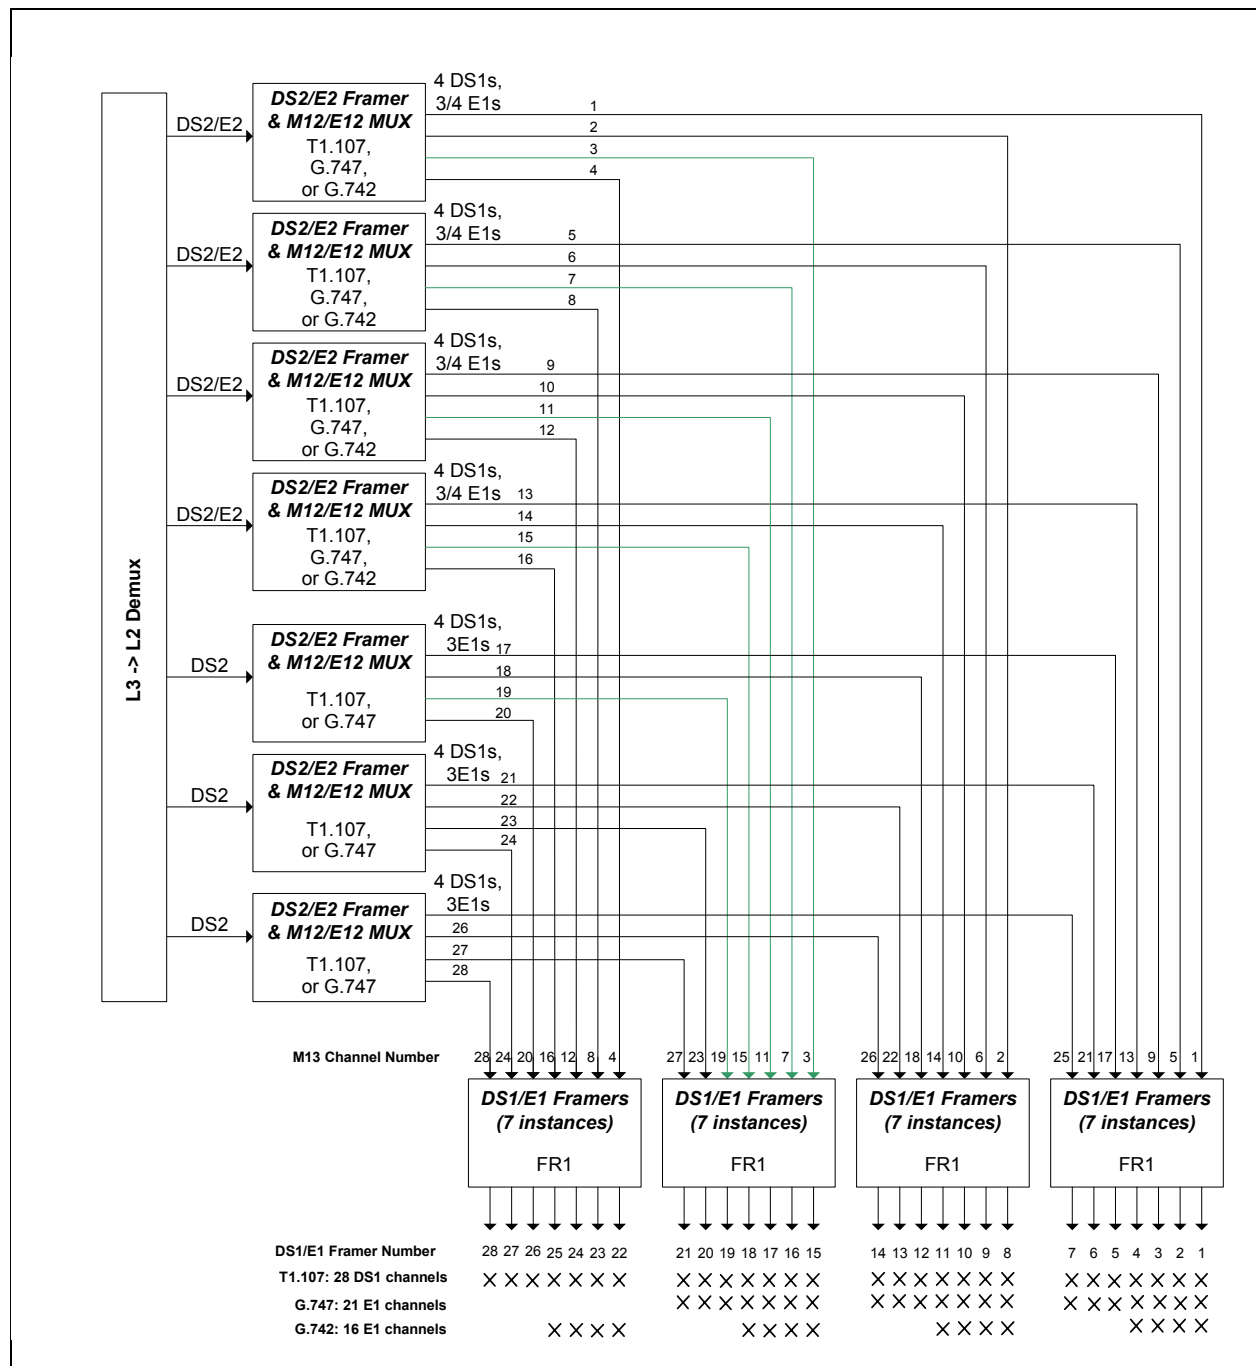 4 DS1s,
3/4 E1s
DS2/E2
DS2/E2 Framer
& M12/E12 MUX
T1.107,
G.747,
or G.742
1
2
3
4
4 DS1s,
3/4 E1s
DS2/E2
DS2/E2 Framer
& M12/E12 MUX
T1.107,
G.747,
or G.742
5
6
7
8
4 DS1s,
3/4 E1s
DS2/E2
DS2/E2 Framer
& M12/E12 MUX
T1.107,
G.747,
or G.742
9
10
11
12
4 DS1s,
3/4 E1s
DS2/E2
DS2/E2 Framer
& M12/E12 MUX
T1.107,
G.747,
or G.742
13
14
15
16
L3 -> L2 Demux
4 DS1s,
3E1s
DS2
DS2/E2 Framer
& M12/E12 MUX
T1.107,
or G.747
17
18
19
20
4 DS1s,
3E1s
DS2
DS2/E2 Framer
& M12/E12 MUX
T1.107,
or G.747
21
22
23
24
4 DS1s,
3E1s
DS2
DS2/E2 Framer
& M12/E12 MUX
T1.107,
or G.747
26
27
28
M13 Channel Number 28 24 20 16 12 8 4 27 23 19 15 11 7 3 26 22 18 14 10 6 2 25 21 17 13 9 5 1
DS1/E1 Framers
(7 instances)
FR1
DS1/E1 Framers
(7 instances)
FR1
DS1/E1 Framers
(7 instances)
FR1
DS1/E1 Framers
(7 instances)
FR1
DS1/E1 Framer Number 28 27 26 25 24 23 22 21 20 19 18 17 16 15 14 13 12 11 10 9 8 7 6 5 4 3 2 1
T1.107: 28 DS1 channels
G.747: 21 E1 channels
G.742: 16 E1 channels